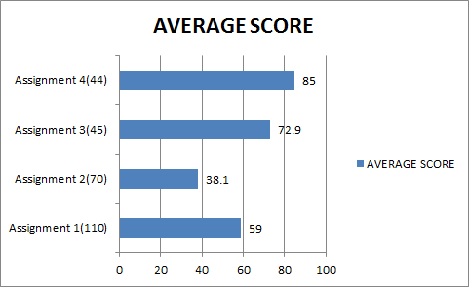 AVERAGE SCORE
Assignment 4(44)
85
Assignment 3(45)
72.9
Assignment 2(70)
38.1
Assignment 1(110)
59
AVERAGE SCORE
0 20 40 60 80 100